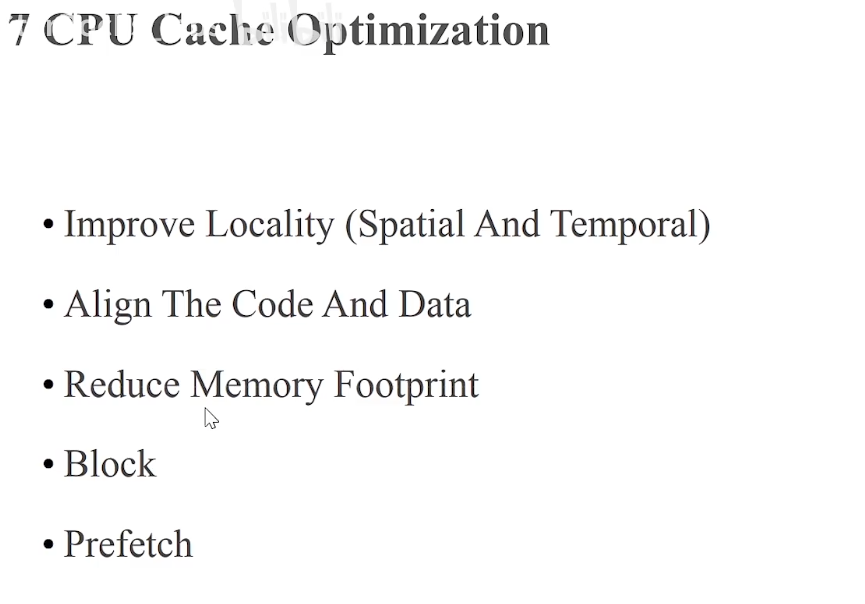 7 CPU Cache Optimization
• Improve Locality (Spatial And Temporal)
• Align The Code And Data
• Reduce Memory Footprint
• Block
• Prefetch